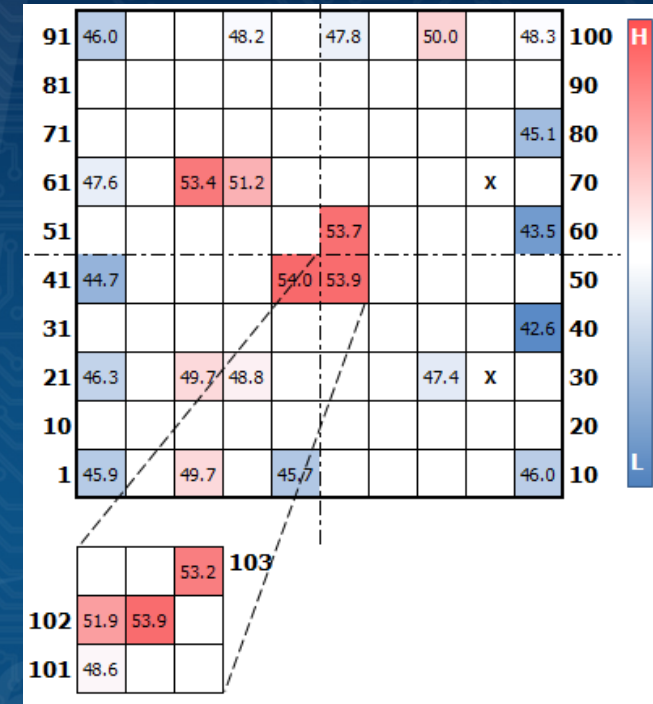 91 46.0 48.2 47.8 50.0 48.3 100 H
81 90
71 45.1 80
61 47.6 53.4 51.2 X 70
51 53.7 43.5 60
41 44.7 54.0 53.9 50
31 42.6 40
21 46.3 49.7 48.8 47.4 X 30
10 20
1 45.9 49.7 45.7 46.0 10 L
53.2 103
102 51.9 53.9
101 48.6